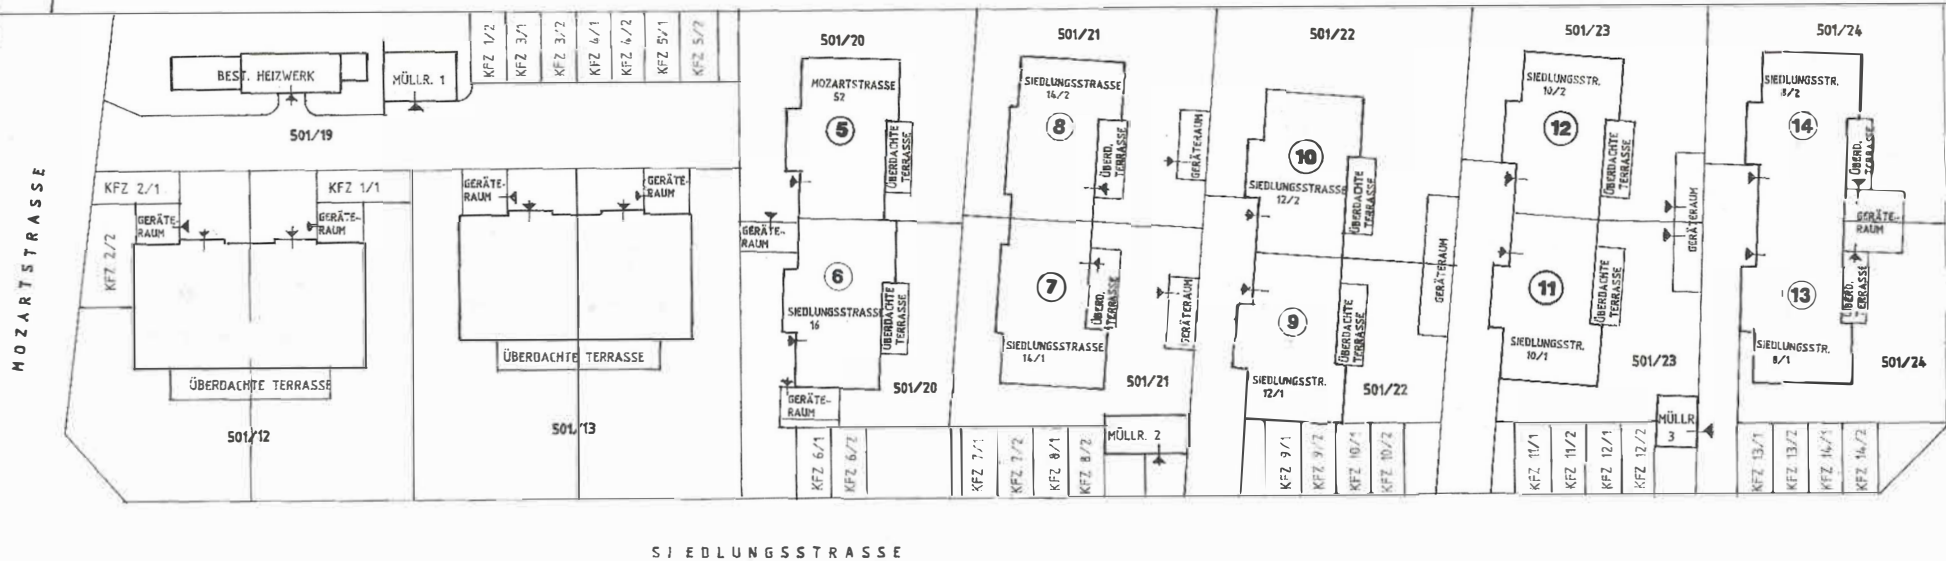 KFZ 1/2
KFZ 3/1
KFZ 3/2
KFZ 4/1
KFZ 4/2
KFZ 5/1
KFZ 5/2
BEST. HEIZWERK
MÜLLR. 1
501/19
MOZARTSTRASSE
KFZ 2/1
KFZ 1/1
KFZ 2/2
GERÄTE-
RAUM
GERÄTE-
RAUM
ÜBERDACHTE TERRASSE
501/12
GERÄTE-
RAUM
GERÄTE-
RAUM
ÜBERDACHTE TERRASSE
501/13
501/20
MOZARTSTRASSE
52
5
ÜBERDACHTE
TERRASSE
GERÄTE-
RAUM
6
SIEDLUNGSSTRASSE
16
ÜBERDACHTE
TERRASSE
GERÄTE-
RAUM
501/20
KFZ 6/1
KFZ 6/2
501/21
SIEDLUNGSSTRASSE
14/2
8
ÜBERD.
TERRASSE
GERÄTERAUM
7
ÜBERD.
TERRASSE
GERÄTERAUM
SIEDLUNGSSTRASSE
14/1
501/21
MÜLLR. 2
KFZ 7/1
KFZ 7/2
KFZ 8/1
KFZ 8/2
501/22
10
SIEDLUNGSSTRASSE
12/2
ÜBERDACHTE
TERRASSE
GERÄTERAUM
9
ÜBERDACHTE
TERRASSE
SIEDLUNGSSTR.
12/1
501/22
KFZ 9/1
KFZ 9/2
KFZ 10/1
KFZ 10/2
501/23
SIEDLUNGSSTR.
10/2
12
ÜBERDACHTE
TERRASSE
GERÄTERAUM
11
ÜBERDACHTE
TERRASSE
SIEDLUNGSSTR.
10/1
501/23
MÜLLR
3
KFZ 11/1
KFZ 11/2
KFZ 12/1
KFZ 12/2
501/24
SIEDLUNGSSTR.
8/2
14
ÜBERD.
TERRASSE
GERÄTE-
RAUM
13
ÜBERD.
TERRASSE
SIEDLUNGSSTR.
8/1
501/24
KFZ 13/1
KFZ 13/2
KFZ 14/1
KFZ 14/2
SIEDLUNGSSTRASSE